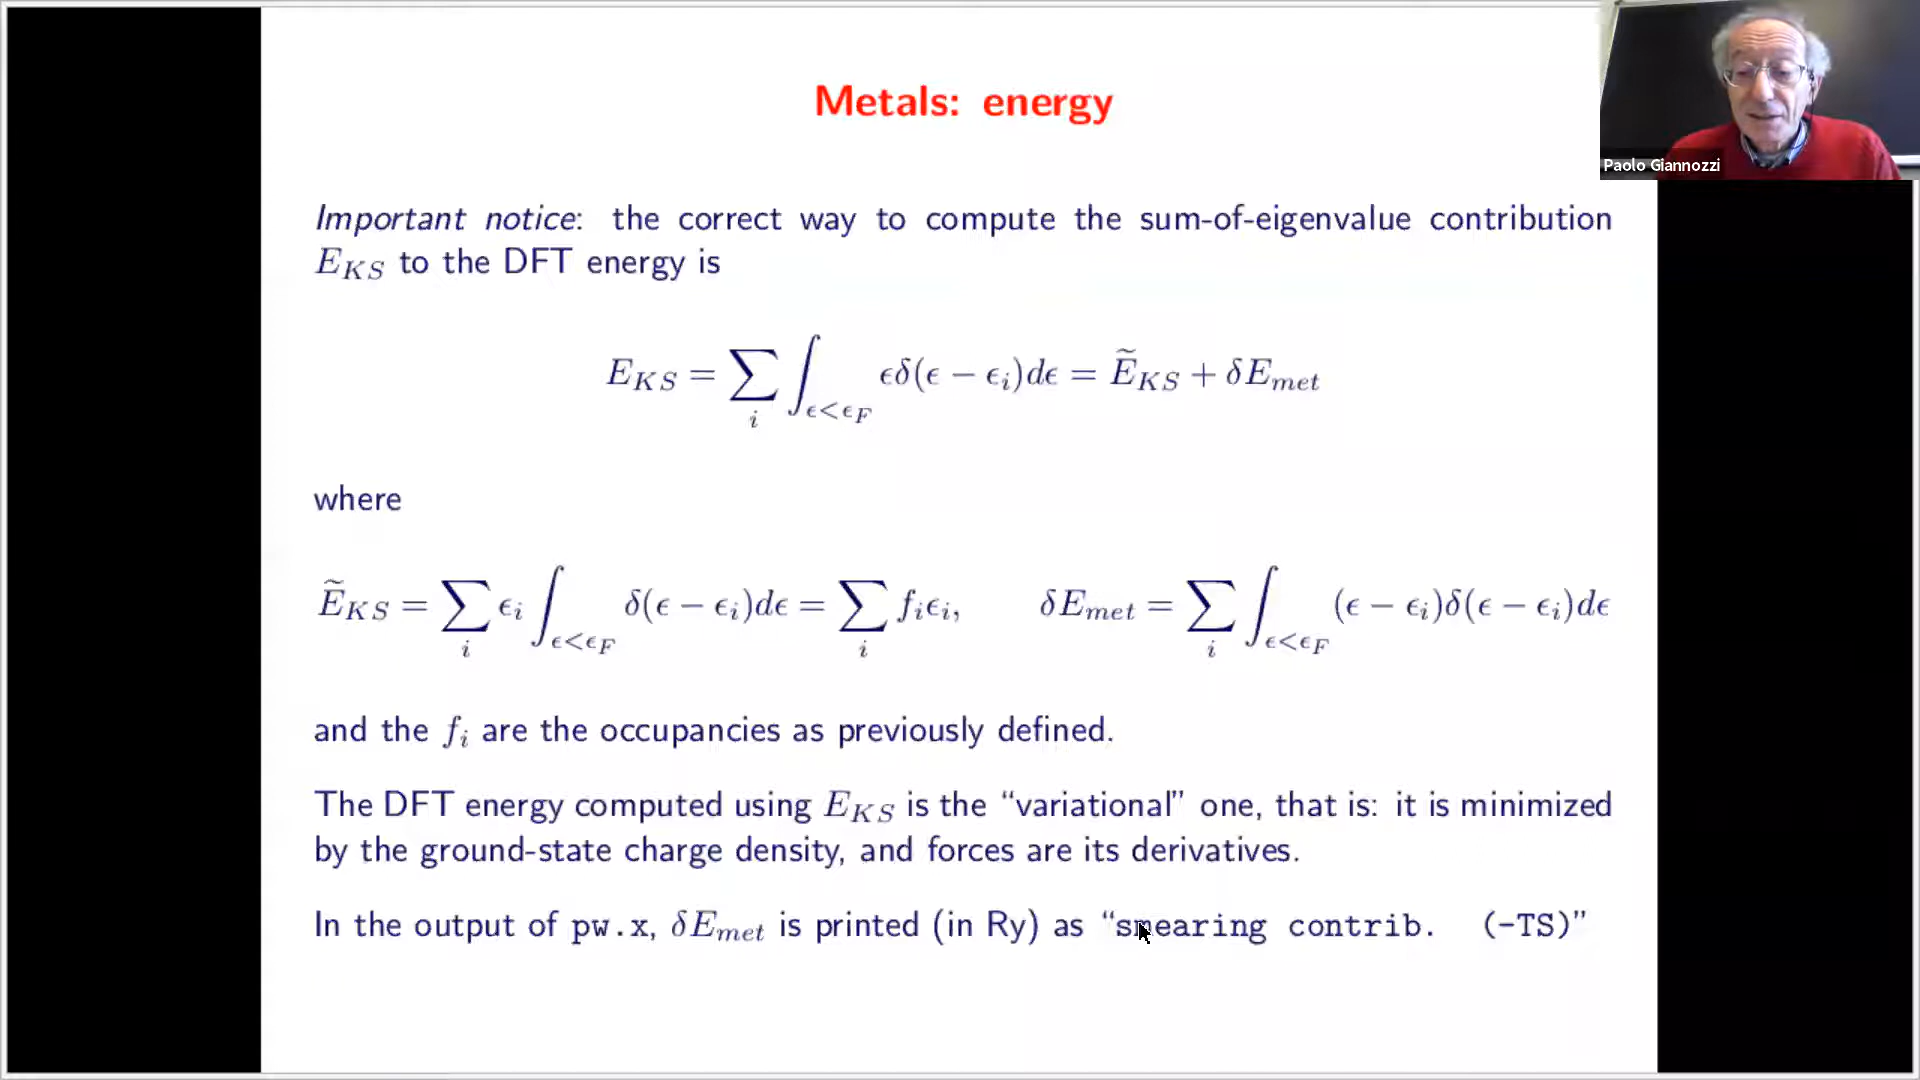 Metals: energy
Paolo Giannozzi
Important notice: the correct way to compute the sum-of-eigenvalue contribution
E_{KS} to the DFT energy is
E_{KS} = \sum_i \int_{\epsilon<\epsilon_F} \epsilon\delta(\epsilon - \epsilon_i)d\epsilon = \widetilde{E}_{KS} + \delta E_{met}
where
\widetilde{E}_{KS} = \sum_i \epsilon_i \int_{\epsilon<\epsilon_F} \delta(\epsilon - \epsilon_i)d\epsilon = \sum_i f_i\epsilon_i, \delta E_{met} = \sum_i \int_{\epsilon<\epsilon_F} (\epsilon - \epsilon_i)\delta(\epsilon - \epsilon_i)d\epsilon
and the f_i are the occupancies as previously defined.
The DFT energy computed using E_{KS} is the “variational” one, that is: it is minimized
by the ground-state charge density, and forces are its derivatives.
In the output of pw.x, \delta E_{met} is printed (in Ry) as “smearing contrib. (-TS)”